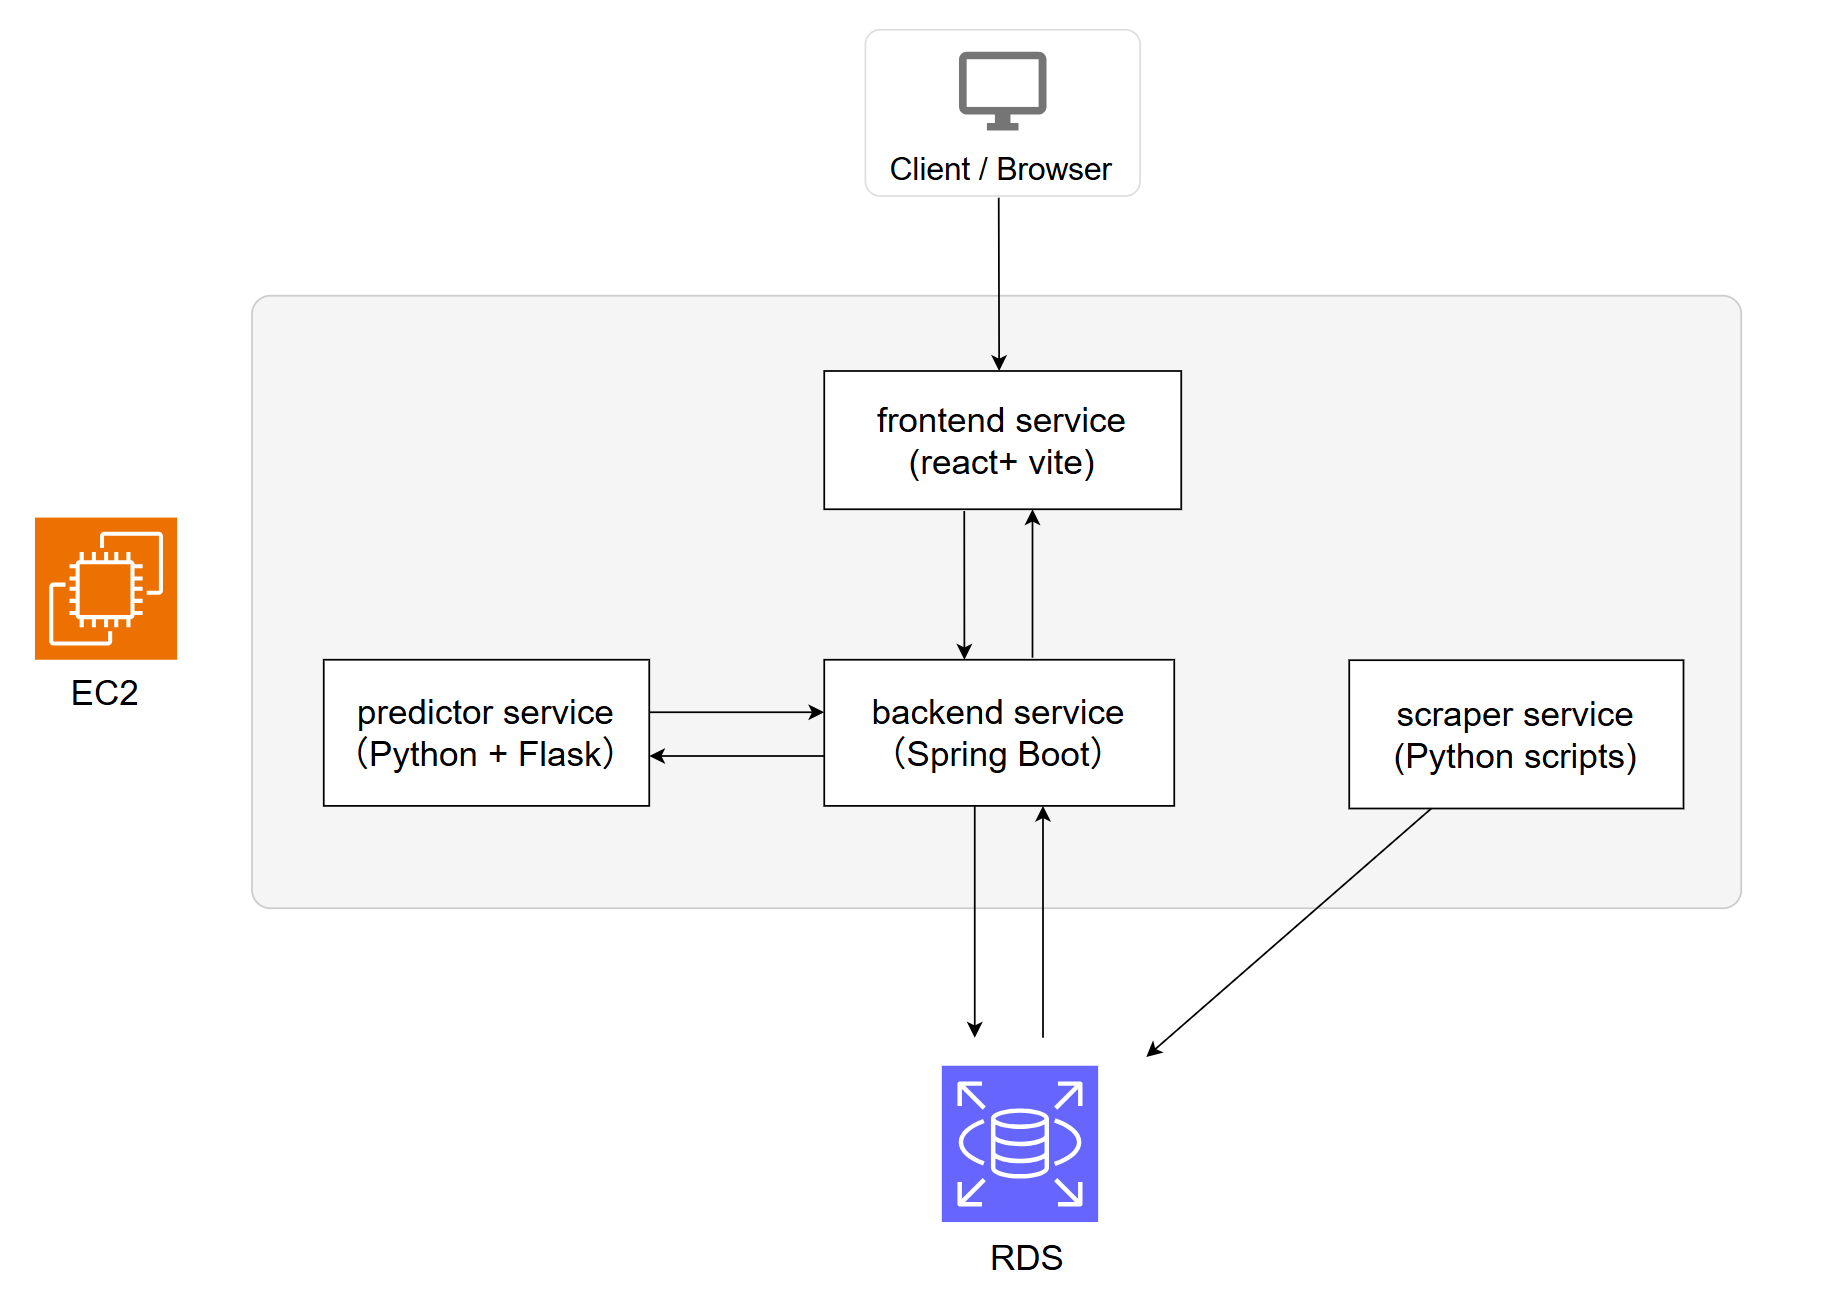 Client / Browser
frontend service
(react+ vite)
EC2
predictor service
（Python + Flask）
backend service
（Spring Boot）
scraper service
(Python scripts)
RDS